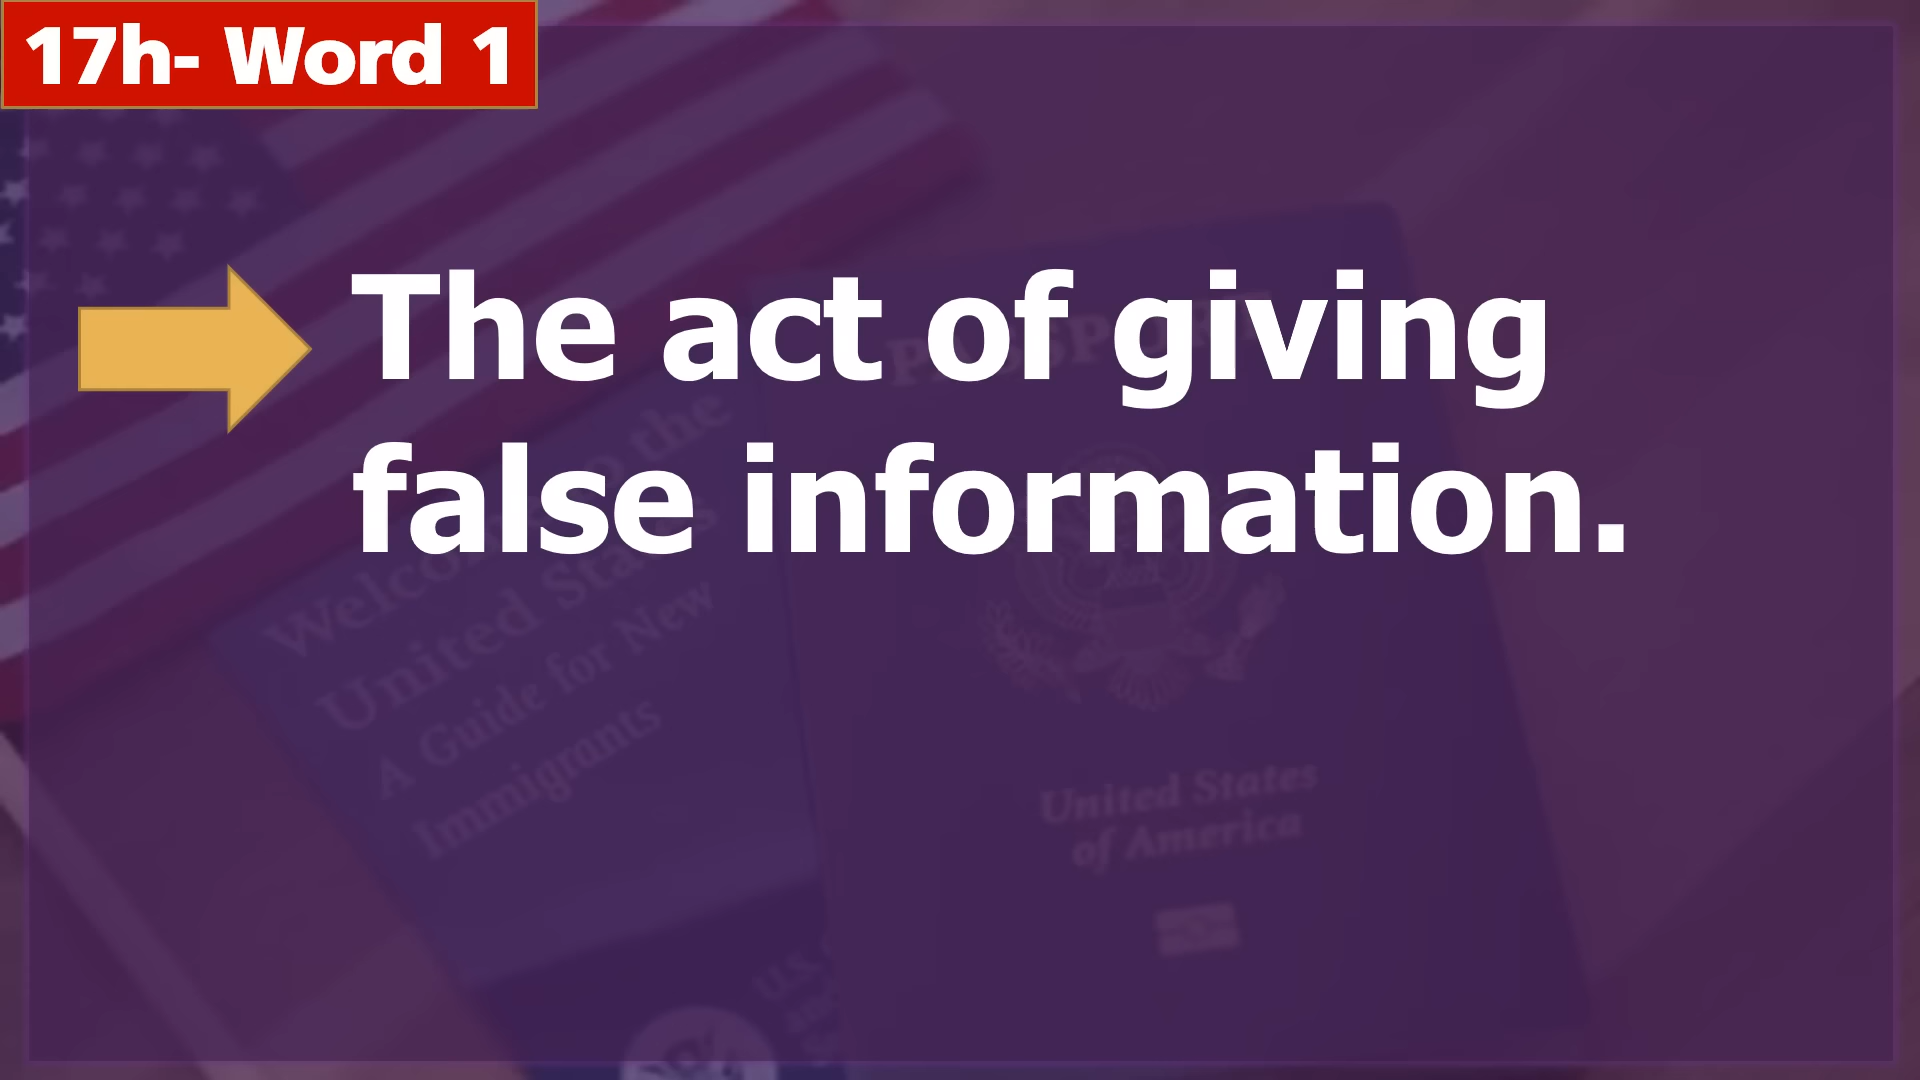 17h- Word 1
The act of giving
false information.
PASSPORT
Welcome to the
United States
A Guide for New
Immigrants
United States
of America
U.S.